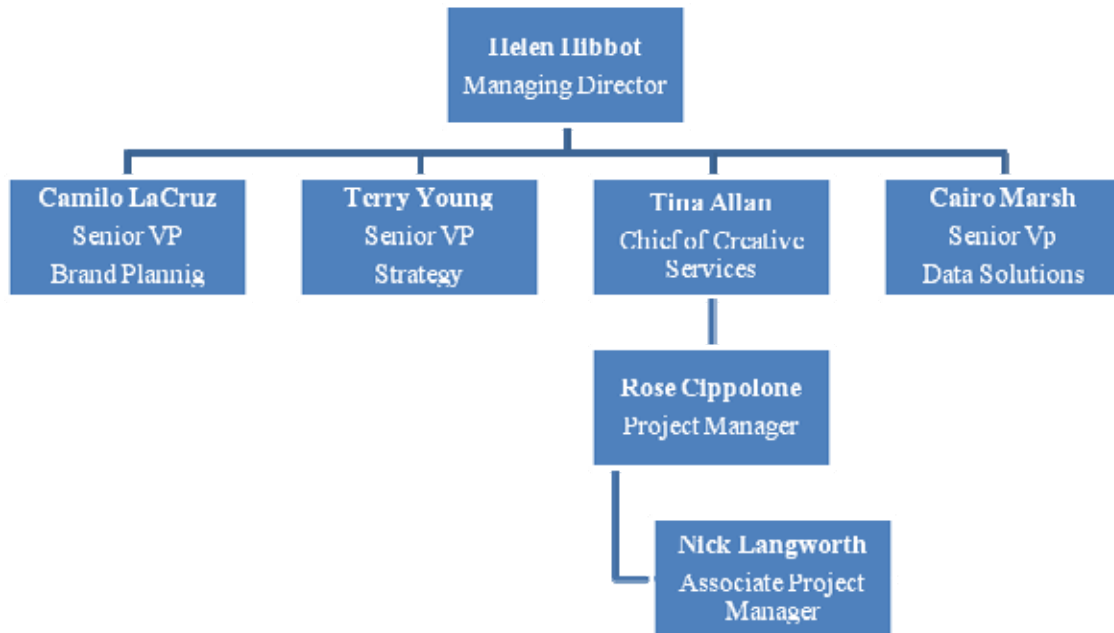 Helen Hibbot
Managing Director
Camilo LaCruz
Senior VP
Brand Plannig
Terry Young
Senior VP
Strategy
Tina Allan
Chief of Creative
Services
Cairo Marsh
Senior Vp
Data Solutions
Rose Cippolone
Project Manager
Nick Langworth
Associate Project
Manager